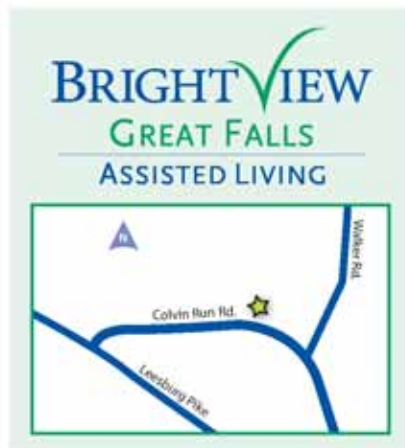 BRIGHTVIEW
GREAT FALLS
ASSISTED LIVING
N
Walker Rd.
Colvin Run Rd.
Leesburg Pike